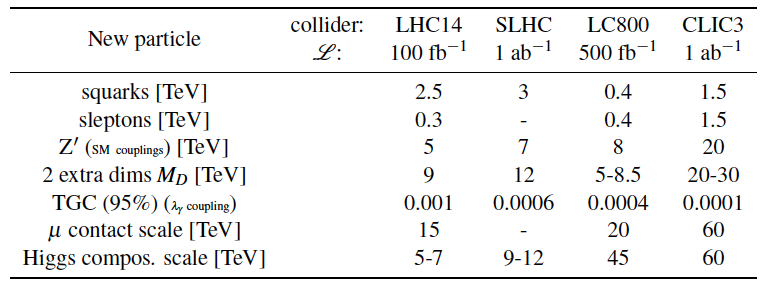 New particle collider: LHC14 SLHC LC800 CLIC3
ℒ: 100 fb⁻¹ 1 ab⁻¹ 500 fb⁻¹ 1 ab⁻¹
squarks [TeV] 2.5 3 0.4 1.5
sleptons [TeV] 0.3 - 0.4 1.5
Z′ (SM couplings) [TeV] 5 7 8 20
2 extra dims M_D [TeV] 9 12 5-8.5 20-30
TGC (95%) (λγ coupling) 0.001 0.0006 0.0004 0.0001
μ contact scale [TeV] 15 - 20 60
Higgs compos. scale [TeV] 5-7 9-12 45 60